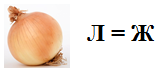 Л = Ж